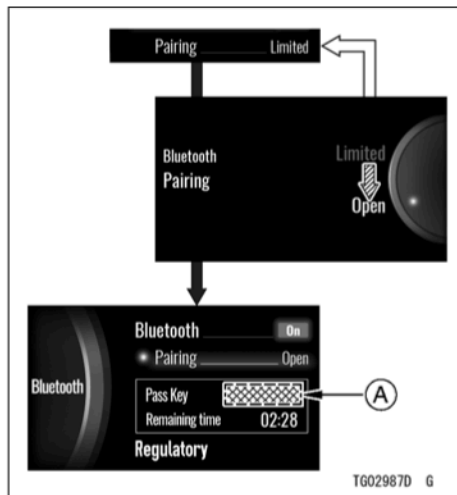 Pairing Limited
Bluetooth
Pairing
Limited
Open
Bluetooth
Bluetooth On
Pairing Open
Pass Key
A
Remaining time 02:28
Regulatory
TG02987D G